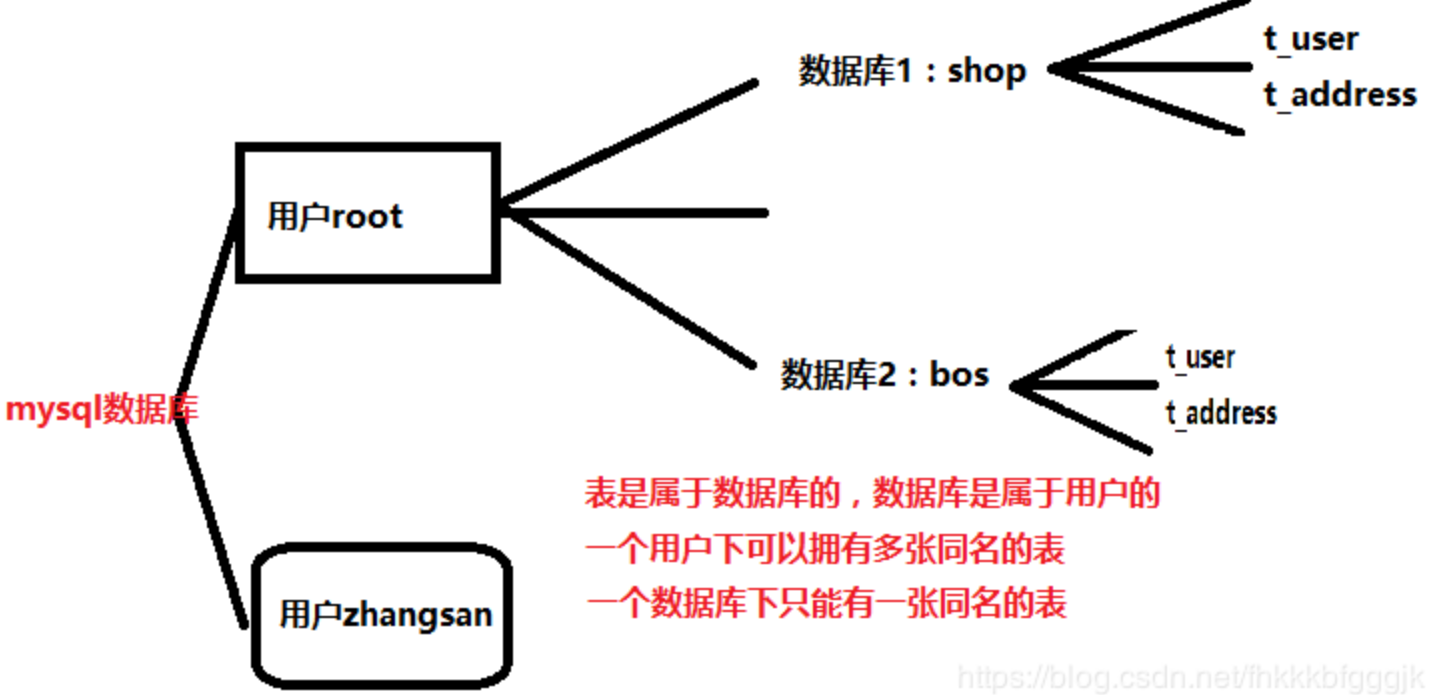 数据库1：shop
t_user
t_address
用户root
数据库2：bos
t_user
t_address
mysql数据库
表是属于数据库的，数据库是属于用户的
一个用户下可以拥有多张同名的表
一个数据库下只能有一张同名的表
用户zhangsan
https://blog.csdn.net/fhkkkbfgggjk